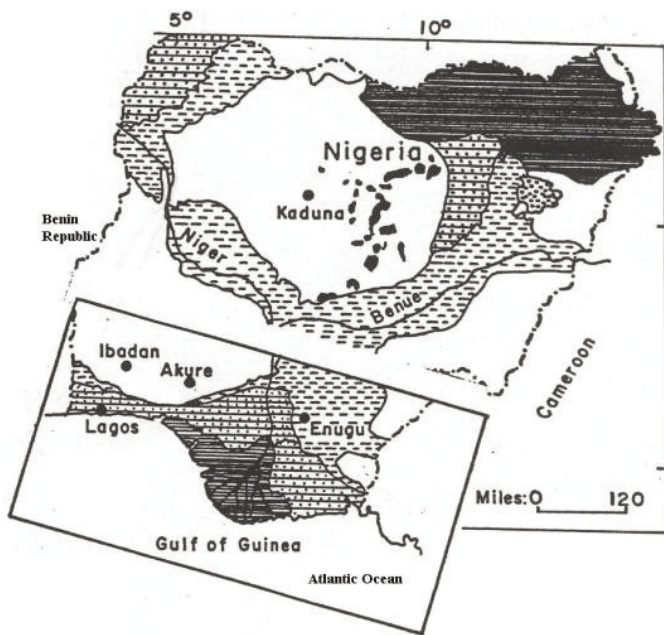 5°
10°
Nigeria
Kaduna
Benin
Republic
Niger
Benue
Ibadan
Akure
Lagos
Enugu
Cameroon
Miles: 0 120
Gulf of Guinea
Atlantic Ocean